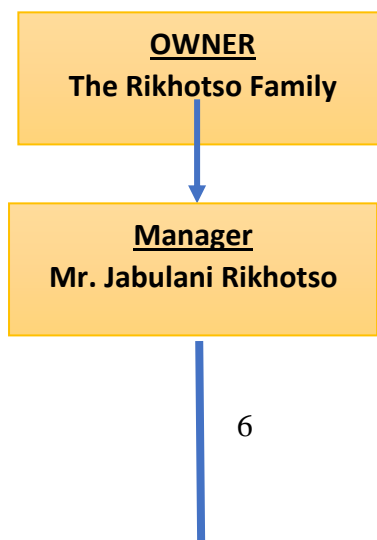 OWNER
The Rikhotso Family
Manager
Mr. Jabulani Rikhotso
6